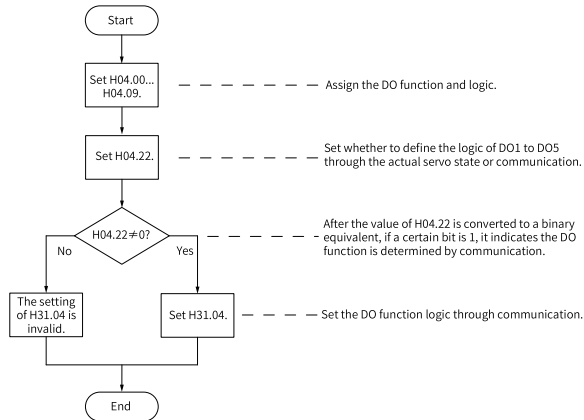 Start
Set H04.00...
H04.09.
Assign the DO function and logic.
Set H04.22.
Set whether to define the logic of DO1 to DO5
through the actual servo state or communication.
H04.22≠0?
After the value of H04.22 is converted to a binary
equivalent, if a certain bit is 1, it indicates the DO
function is determined by communication.
No
Yes
The setting
of H31.04 is
invalid.
Set H31.04.
Set the DO function logic through communication.
End